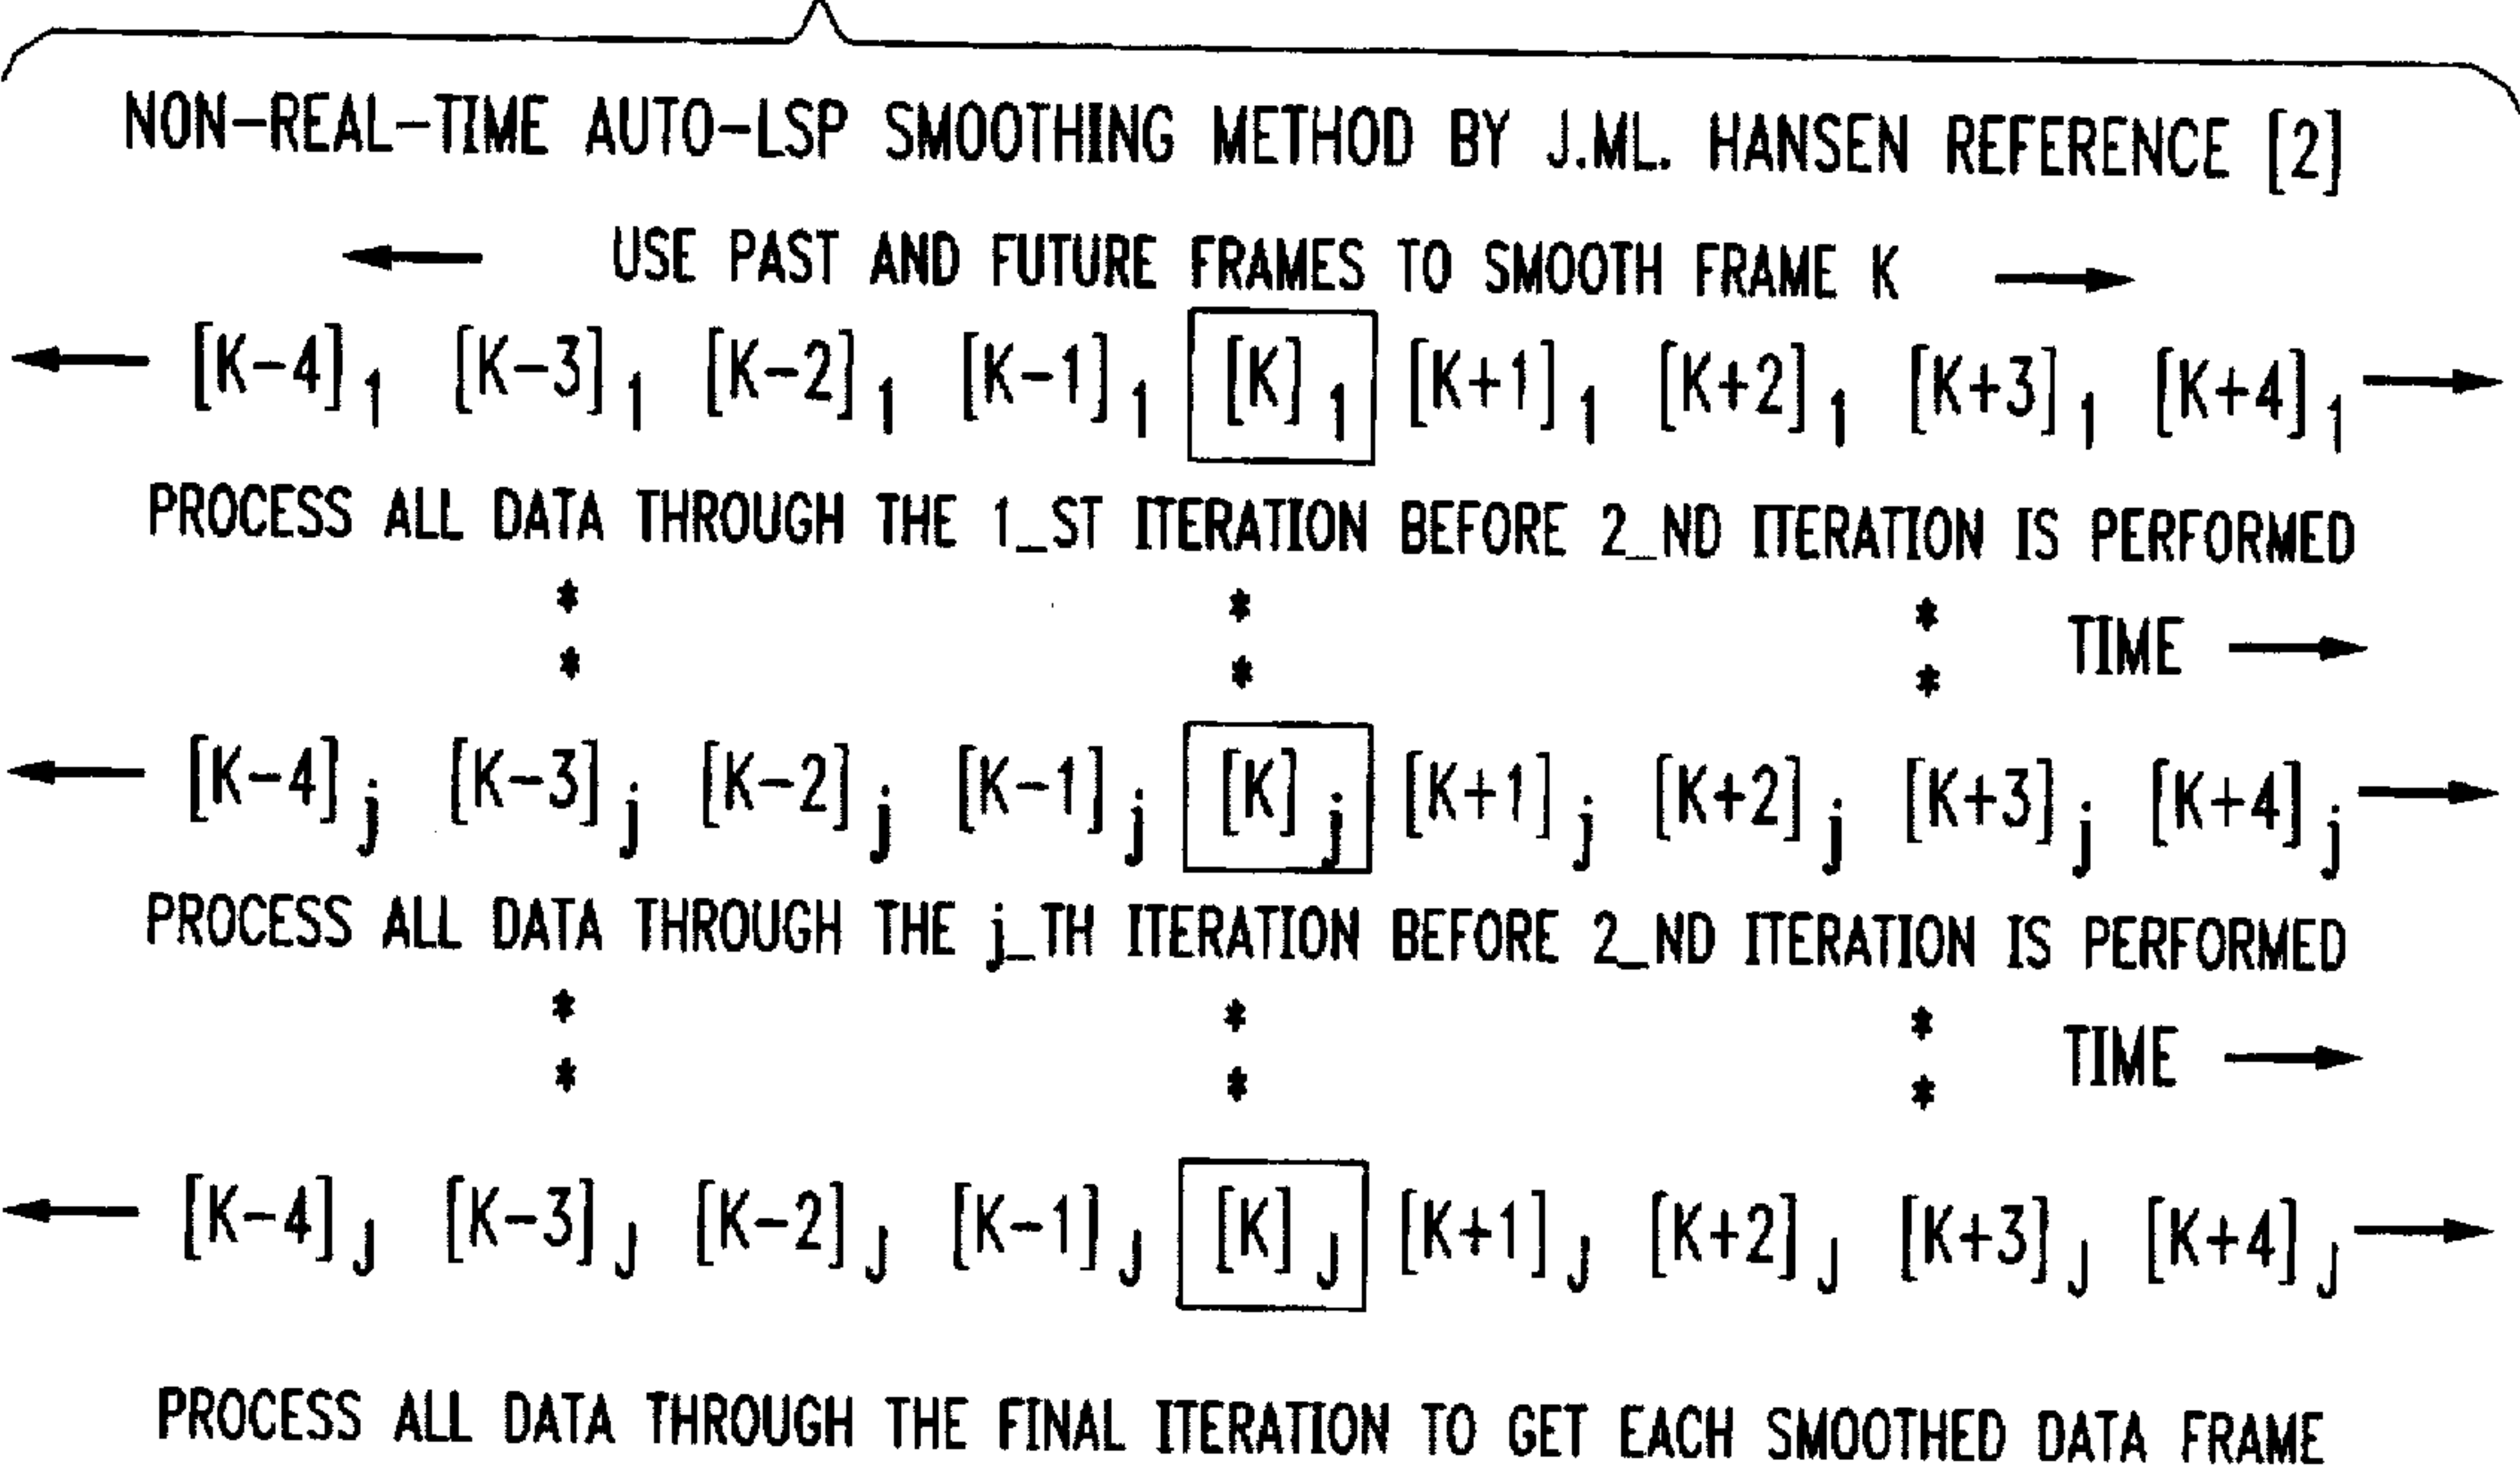 NON-REAL-TIME AUTO-LSP SMOOTHING METHOD BY J.ML. HANSEN REFERENCE [2]
USE PAST AND FUTURE FRAMES TO SMOOTH FRAME K
[K-4]1 [K-3]1 [K-2]1 [K-1]1 [K]1 [K+1]1 [K+2]1 [K+3]1 [K+4]1
PROCESS ALL DATA THROUGH THE 1_ST ITERATION BEFORE 2_ND ITERATION IS PERFORMED
* * *
TIME
* * *
[K-4]j [K-3]j [K-2]j [K-1]j [K]j [K+1]j [K+2]j [K+3]j [K+4]j
PROCESS ALL DATA THROUGH THE j_TH ITERATION BEFORE 2_ND ITERATION IS PERFORMED
* * *
TIME
* * *
[K-4]J [K-3]J [K-2]J [K-1]J [K]J [K+1]J [K+2]J [K+3]J [K+4]J
PROCESS ALL DATA THROUGH THE FINAL ITERATION TO GET EACH SMOOTHED DATA FRAME